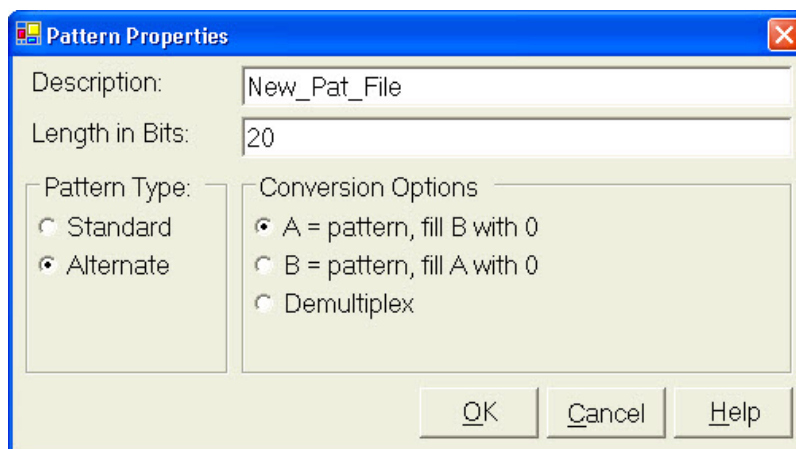 Pattern Properties
Description: New_Pat_File
Length in Bits: 20
Pattern Type:
Standard
Alternate
Conversion Options
A = pattern, fill B with 0
B = pattern, fill A with 0
Demultiplex
OK Cancel Help